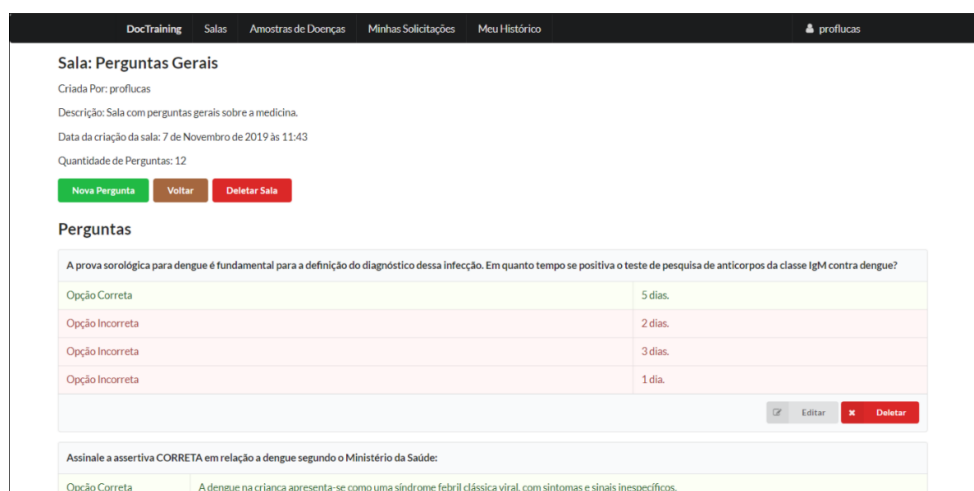 DocTraining Salas Amostras de Doenças Minhas Solicitações Meu Histórico proflucas
Sala: Perguntas Gerais
Criada Por: proflucas
Descrição: Sala com perguntas gerais sobre a medicina.
Data da criação da sala: 7 de Novembro de 2019 às 11:43
Quantidade de Perguntas: 12
Nova Pergunta Voltar Deletar Sala
Perguntas
A prova sorológica para dengue é fundamental para a definição do diagnóstico dessa infecção. Em quanto tempo se positiva o teste de pesquisa de anticorpos da classe IgM contra dengue?
Opção Correta 5 dias.
Opção Incorreta 2 dias.
Opção Incorreta 3 dias.
Opção Incorreta 1 dia.
Editar Deletar
Assinale a assertiva CORRETA em relação a dengue segundo o Ministério da Saúde:
Opção Correta A dengue na criança apresenta-se como uma síndrome febril clássica viral, com sintomas e sinais inespecíficos.